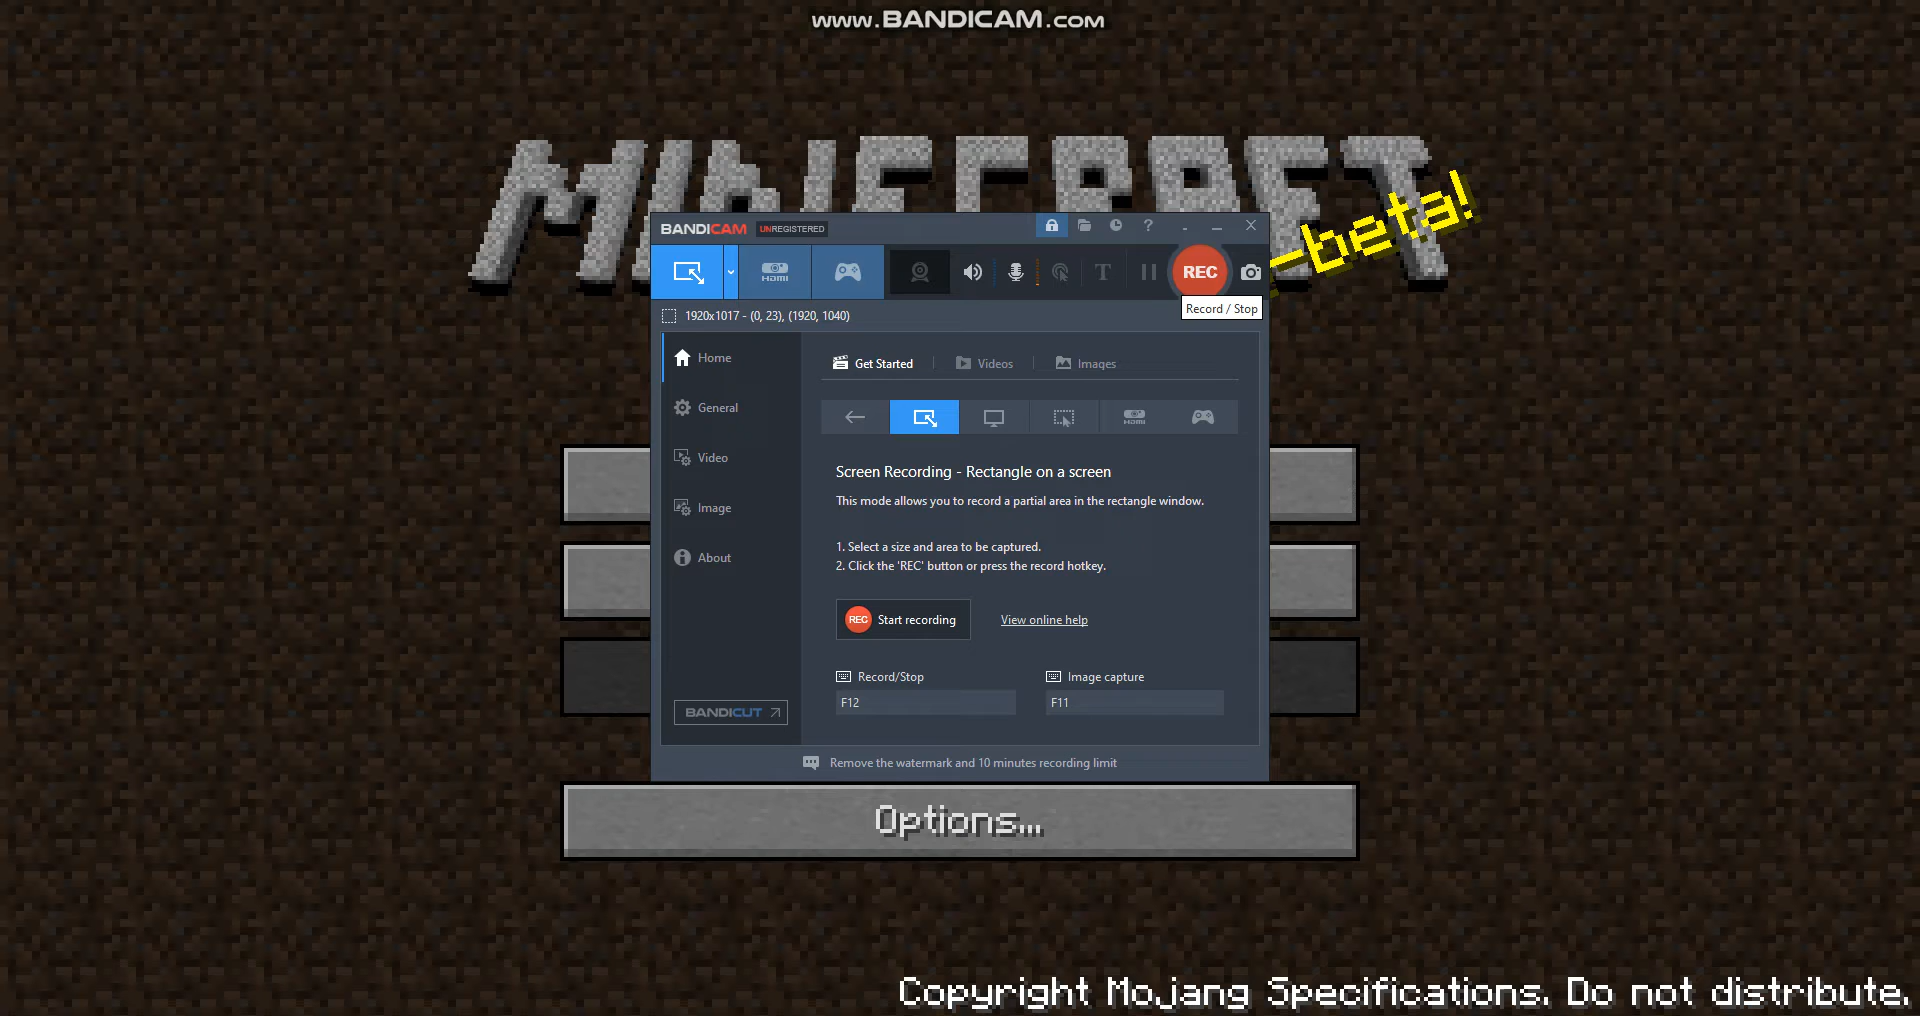 www.BANDICAM.com
MINECRAFT
-beta!
BANDICAM UNREGISTERED
?
HDMI
T
REC
Record / Stop
1920x1017 - (0, 23), (1920, 1040)
Home
General
Video
Image
About
BANDICUT
Get Started
Videos
Images
HDMI
Screen Recording - Rectangle on a screen
This mode allows you to record a partial area in the rectangle window.
1. Select a size and area to be captured.
2. Click the 'REC' button or press the record hotkey.
REC Start recording
View online help
Record/Stop
F12
Image capture
F11
Remove the watermark and 10 minutes recording limit
Options...
Copyright Mojang Specifications. Do not distribute.